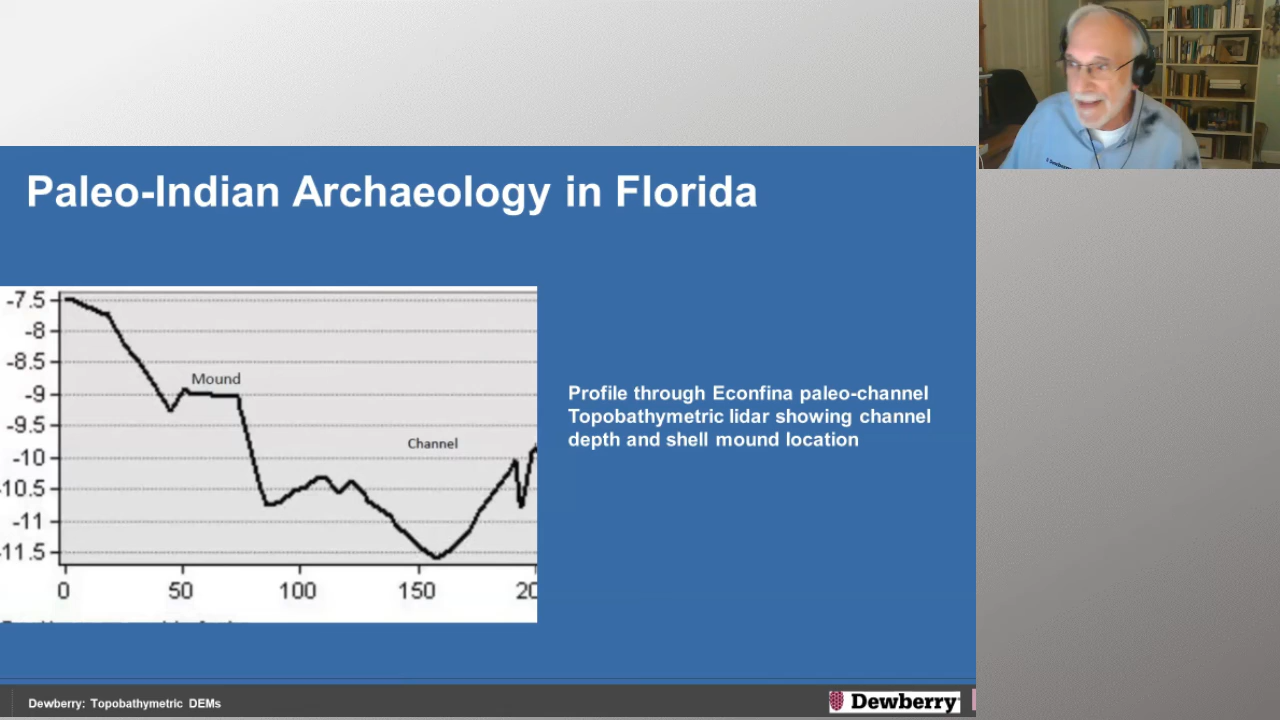 Paleo-Indian Archaeology in Florida
-7.5
-8
-8.5
-9
-9.5
-10
10.5
-11
11.5
Mound
Channel
0 50 100 150 20
Profile through Econfina paleo-channel
Topobathymetric lidar showing channel
depth and shell mound location
Dewberry: Topobathymetric DEMs
Dewberry